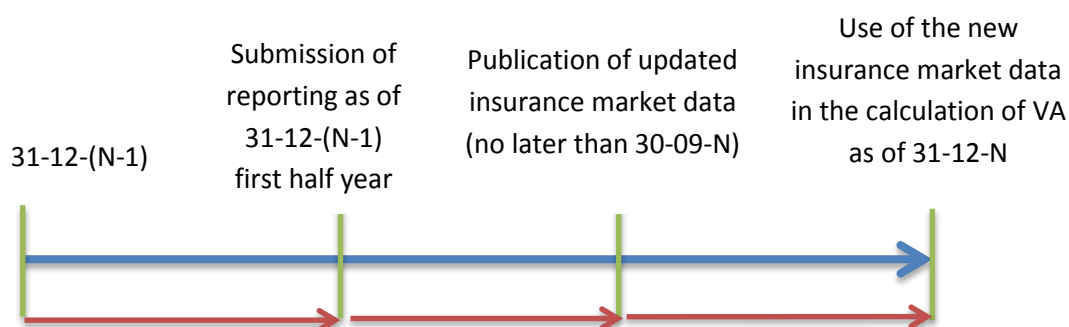 31-12-(N-1)
Submission of
reporting as of
31-12-(N-1)
first half year
Publication of updated
insurance market data
(no later than 30-09-N)
Use of the new
insurance market data
in the calculation of VA
as of 31-12-N